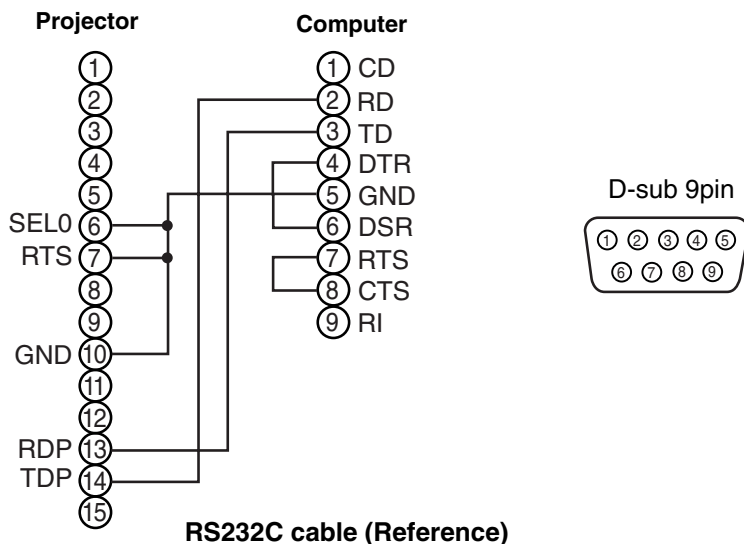 Projector
Computer
1
2
3
4
5
SEL0 6
RTS 7
8
9
GND 10
11
12
RDP 13
TDP 14
15
1 CD
2 RD
3 TD
4 DTR
5 GND
6 DSR
7 RTS
8 CTS
9 RI
D-sub 9pin
1 2 3 4 5
6 7 8 9
RS232C cable (Reference)